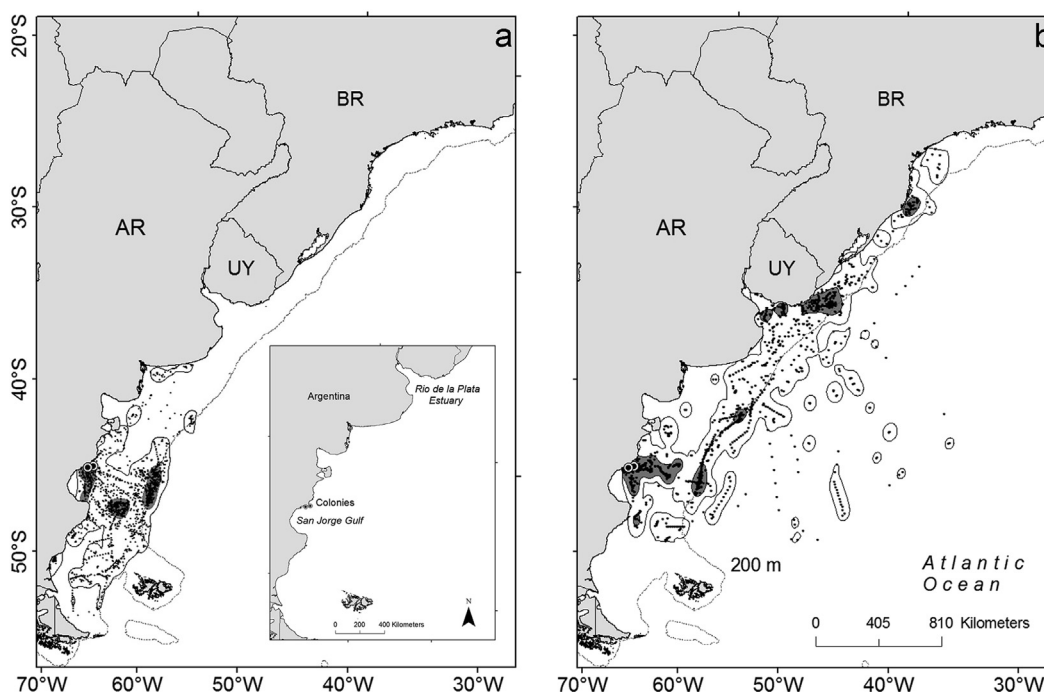 a
20°S
30°S
40°S
50°S
BR
AR
UY
Argentina
Rio de la Plata
Estuary
Colonies
San Jorge Gulf
N
0 200 400 Kilometers
70°W 60°W 50°W 40°W 30°W
b
BR
AR
UY
200 m
Atlantic
Ocean
0 405 810 Kilometers
70°W 60°W 50°W 40°W 30°W